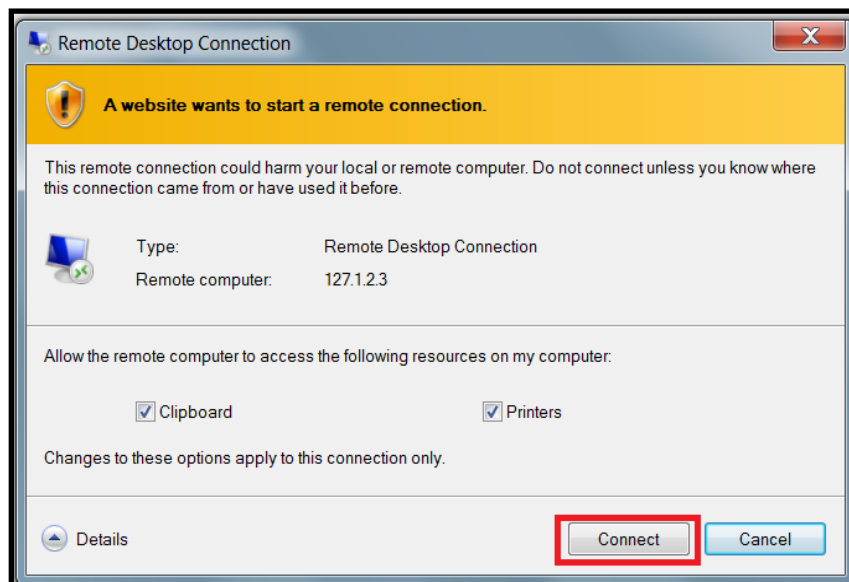 Remote Desktop Connection
A website wants to start a remote connection.
This remote connection could harm your local or remote computer. Do not connect unless you know where
this connection came from or have used it before.
Type: Remote Desktop Connection
Remote computer: 127.1.2.3
Allow the remote computer to access the following resources on my computer:
Clipboard Printers
Changes to these options apply to this connection only.
Details Connect Cancel